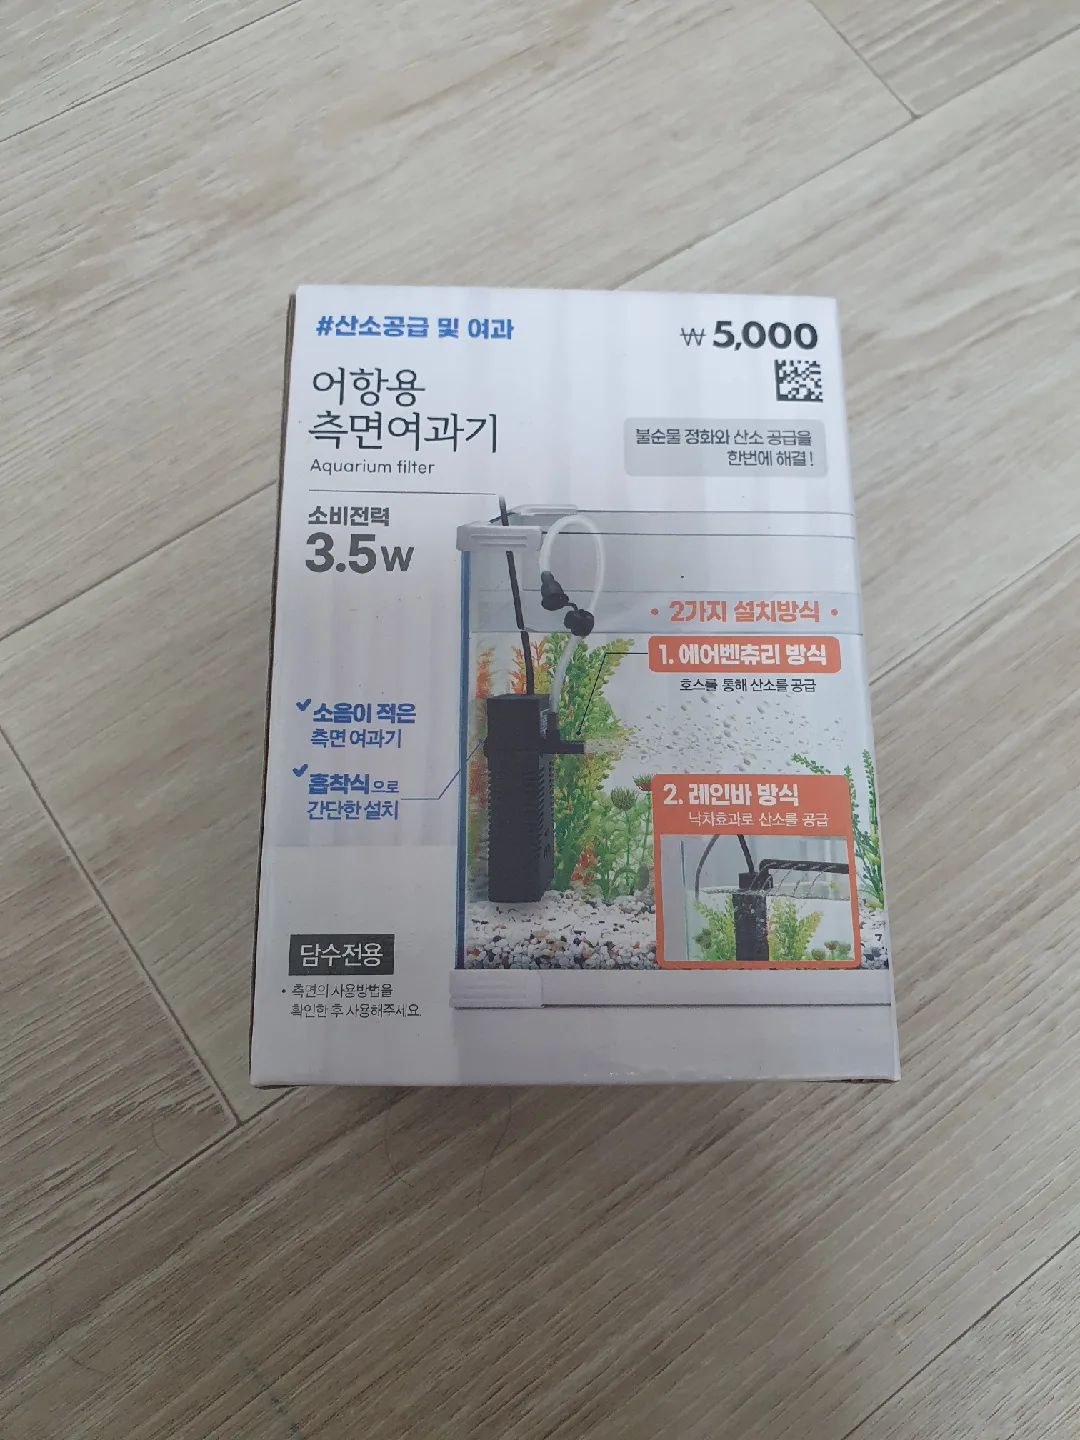 #산소공급 및 여과
₩ 5,000
어항용
측면여과기
Aquarium filter
불순물 정화와 산소 공급을
한번에 해결!
소비전력
3.5W
• 2가지 설치방식 •
1. 에어벤츄리 방식
호스를 통해 산소를 공급
소음이 적은
측면 여과기
흡착식으로
간단한 설치
2. 레인바 방식
낙차효과로 산소를 공급
담수전용
• 측면의 사용방법을
확인한 후 사용해주세요.